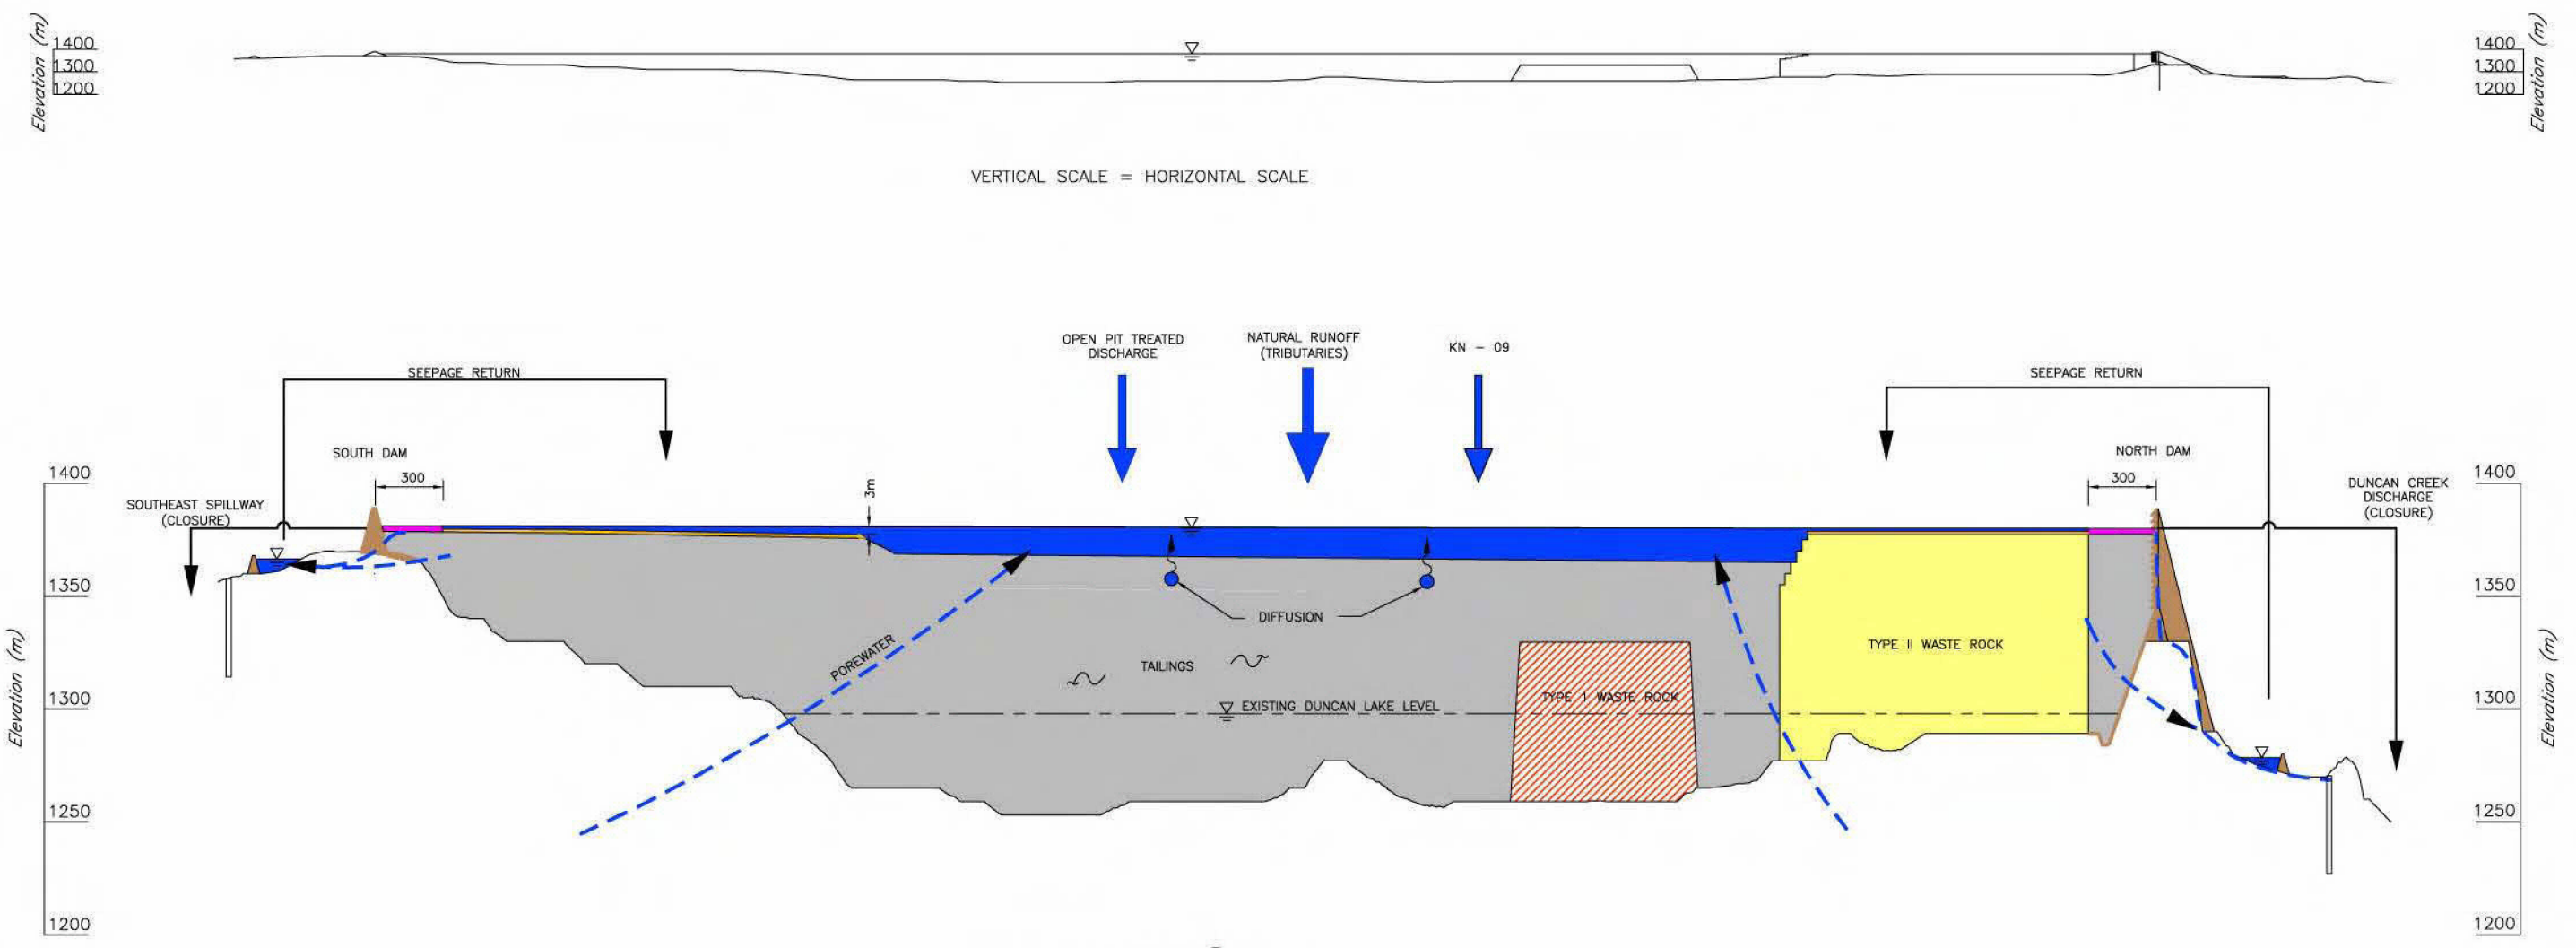 Elevation (m)
1400
1300
1200
1400
1300
1200
Elevation (m)
VERTICAL SCALE = HORIZONTAL SCALE
OPEN PIT TREATED
DISCHARGE
NATURAL RUNOFF
(TRIBUTARIES)
KN - 09
SEEPAGE RETURN
SEEPAGE RETURN
SOUTH DAM
NORTH DAM
300
300
1400
1400
3m
SOUTHEAST SPILLWAY
(CLOSURE)
DUNCAN CREEK
DISCHARGE
(CLOSURE)
1350
1350
DIFFUSION
POREWATER
TAILINGS
TYPE II WASTE ROCK
TYPE I WASTE ROCK
EXISTING DUNCAN LAKE LEVEL
1300
1300
Elevation (m)
Elevation (m)
1250
1250
1200
1200